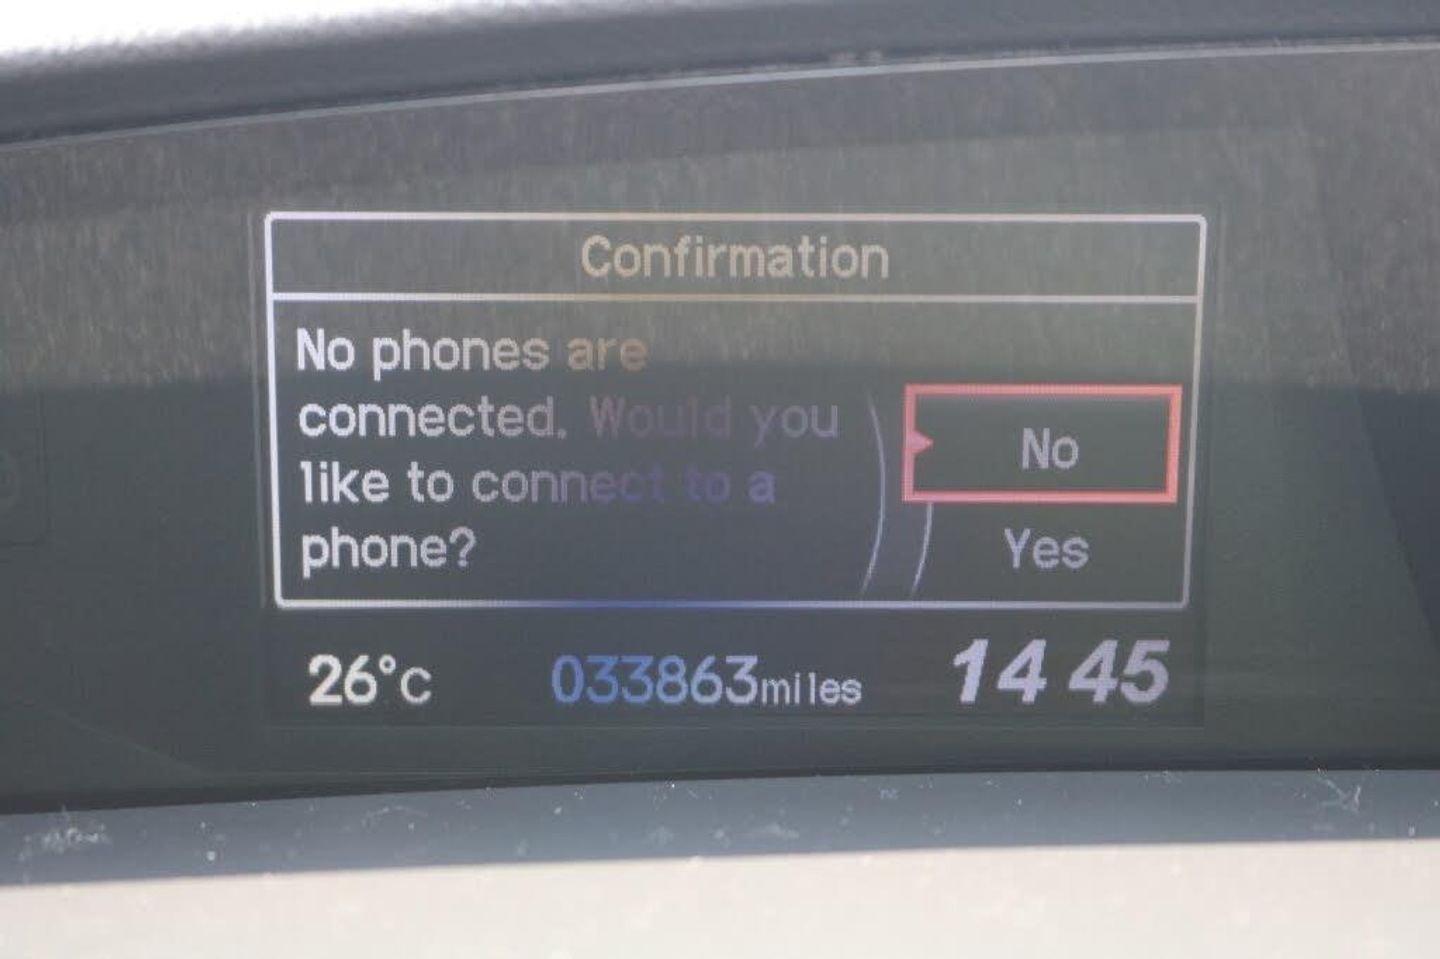 Confirmation
No phones are
connected. Would you
like to connect to a
phone?
No
Yes
26°C 033863miles 14 45